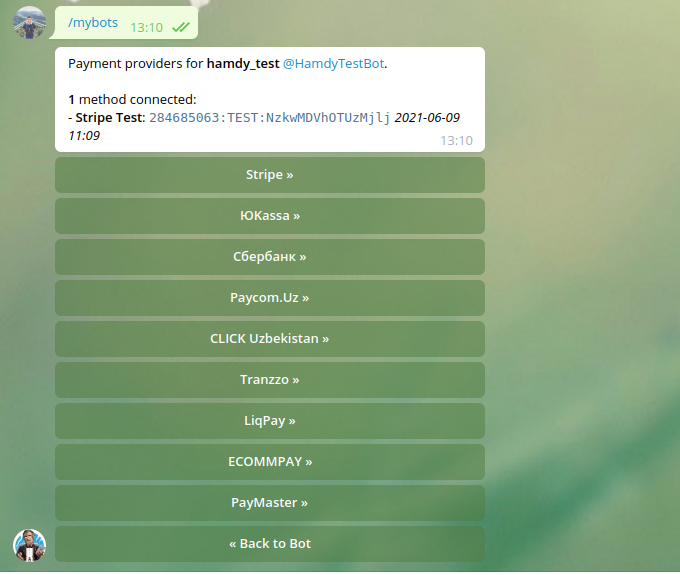 /mybots 13:10
Payment providers for hamdy_test @HamdyTestBot.
1 method connected:
- Stripe Test: 284685063:TEST:NzkwMDVhOTUzMjlj 2021-06-09
11:09
13:10
Stripe »
ЮKassa »
Сбербанк »
Paycom.Uz »
CLICK Uzbekistan »
Tranzzo »
LiqPay »
ECOMMPAY »
PayMaster »
« Back to Bot